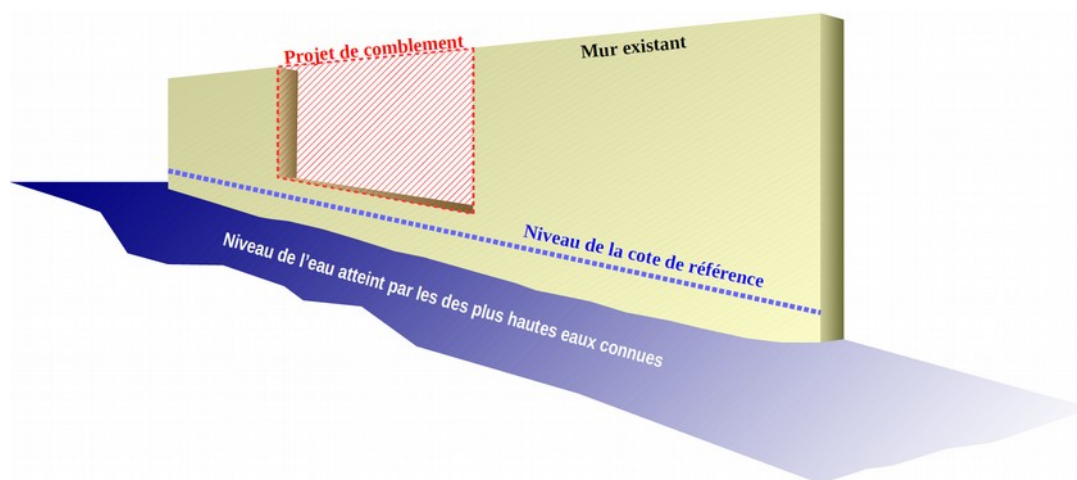 Projet de comblement
Mur existant
Niveau de la cote de référence
Niveau de l'eau atteint par les des plus hautes eaux connues